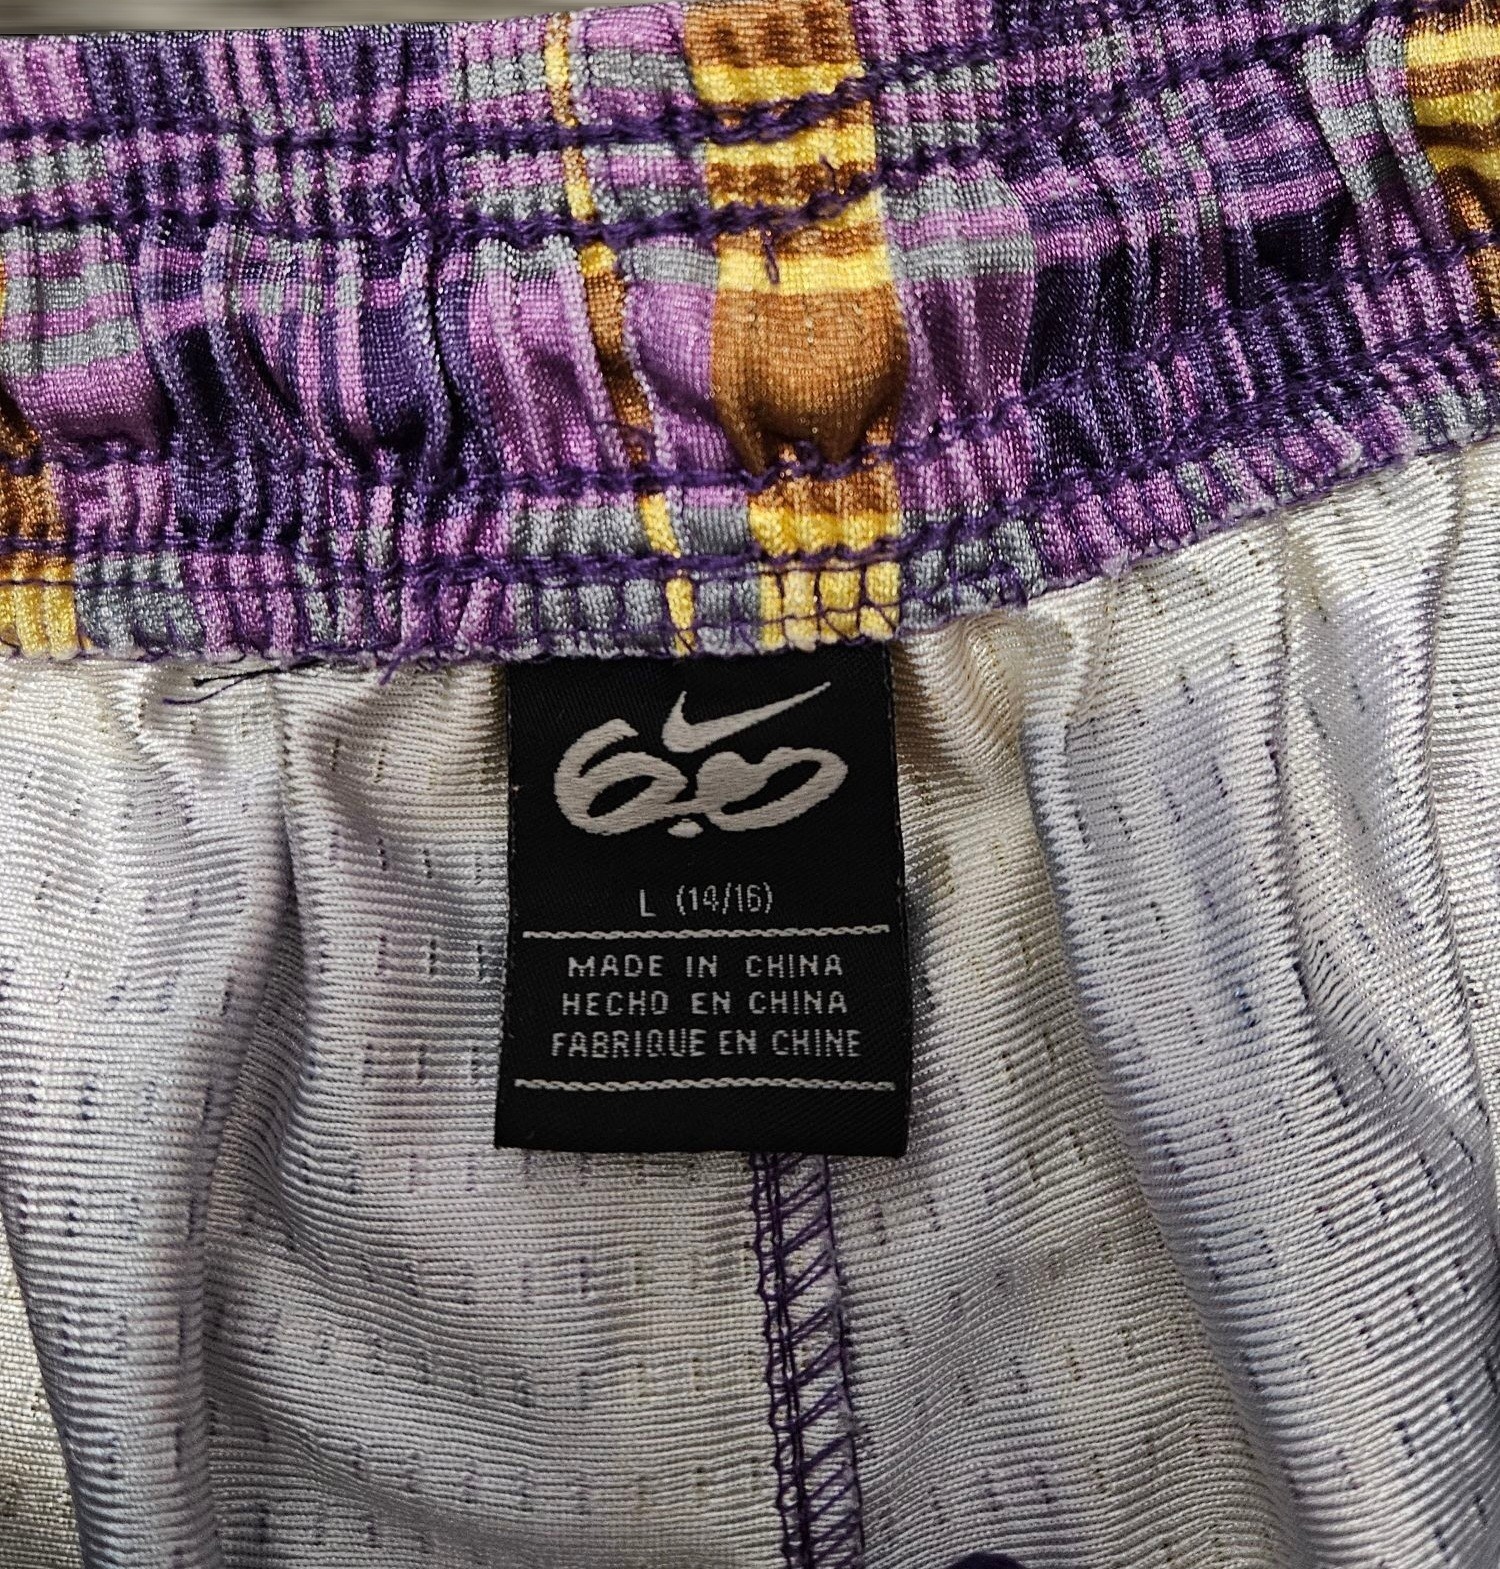 6.0
L (14/16)
MADE IN CHINA
HECHO EN CHINA
FABRIQUE EN CHINE